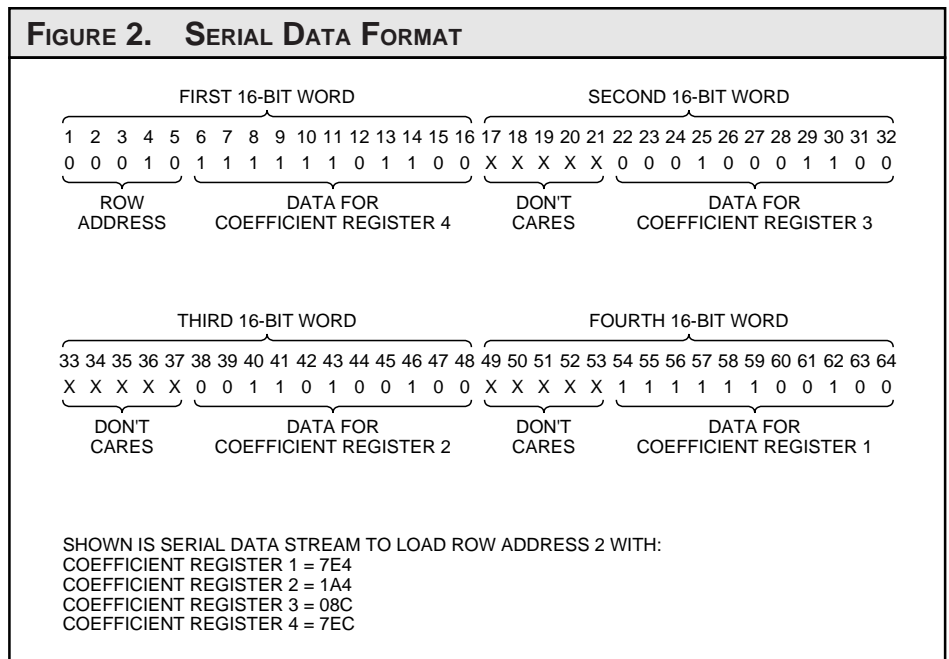 FIGURE 2. SERIAL DATA FORMAT
FIRST 16-BIT WORD SECOND 16-BIT WORD
1 2 3 4 5 6 7 8 9 10 11 12 13 14 15 16 17 18 19 20 21 22 23 24 25 26 27 28 29 30 31 32
0 0 0 1 0 1 1 1 1 1 1 0 1 1 0 0 X X X X X 0 0 0 1 0 0 0 1 1 0 0
ROW DATA FOR DON'T DATA FOR
ADDRESS COEFFICIENT REGISTER 4 CARES COEFFICIENT REGISTER 3
THIRD 16-BIT WORD FOURTH 16-BIT WORD
33 34 35 36 37 38 39 40 41 42 43 44 45 46 47 48 49 50 51 52 53 54 55 56 57 58 59 60 61 62 63 64
X X X X X 0 0 1 1 0 1 0 0 1 0 0 X X X X X 1 1 1 1 1 1 0 0 1 0 0
DON'T DATA FOR DON'T DATA FOR
CARES COEFFICIENT REGISTER 2 CARES COEFFICIENT REGISTER 1
SHOWN IS SERIAL DATA STREAM TO LOAD ROW ADDRESS 2 WITH:
COEFFICIENT REGISTER 1 = 7E4
COEFFICIENT REGISTER 2 = 1A4
COEFFICIENT REGISTER 3 = 08C
COEFFICIENT REGISTER 4 = 7EC